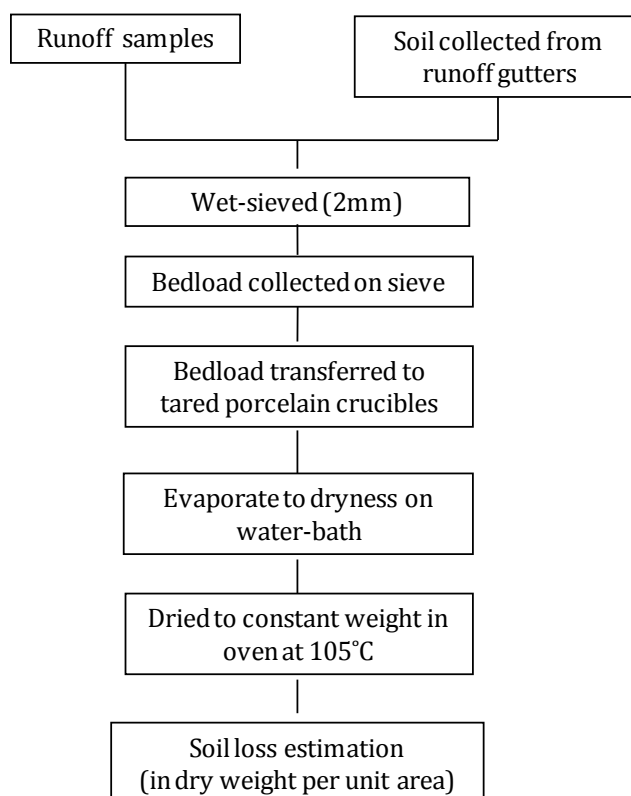 Runoff samples
Soil collected from
runoff gutters
Wet-sieved (2mm)
Bedload collected on sieve
Bedload transferred to
tared porcelain crucibles
Evaporate to dryness on
water-bath
Dried to constant weight in
oven at 105°C
Soil loss estimation
(in dry weight per unit area)